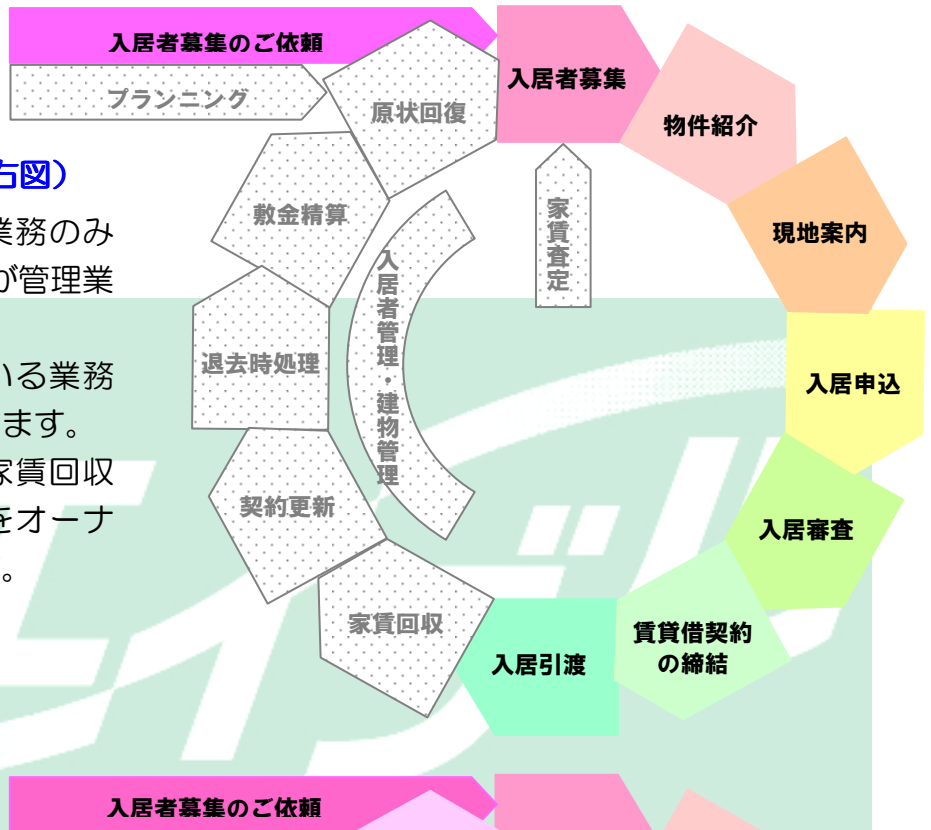 入居者募集のご依頼
プランニング
入居者募集
原状回復
物件紹介
右図）
敷金精算
家賃査定
現地案内
業務のみ
が管理業
入居者管理・建物管理
退去時処理
いる業務
入居申込
ます。
家賃回収
契約更新
をオーナ
入居審査
。
家賃回収
賃貸借契約
の締結
入居引渡
入居者募集のご依頼